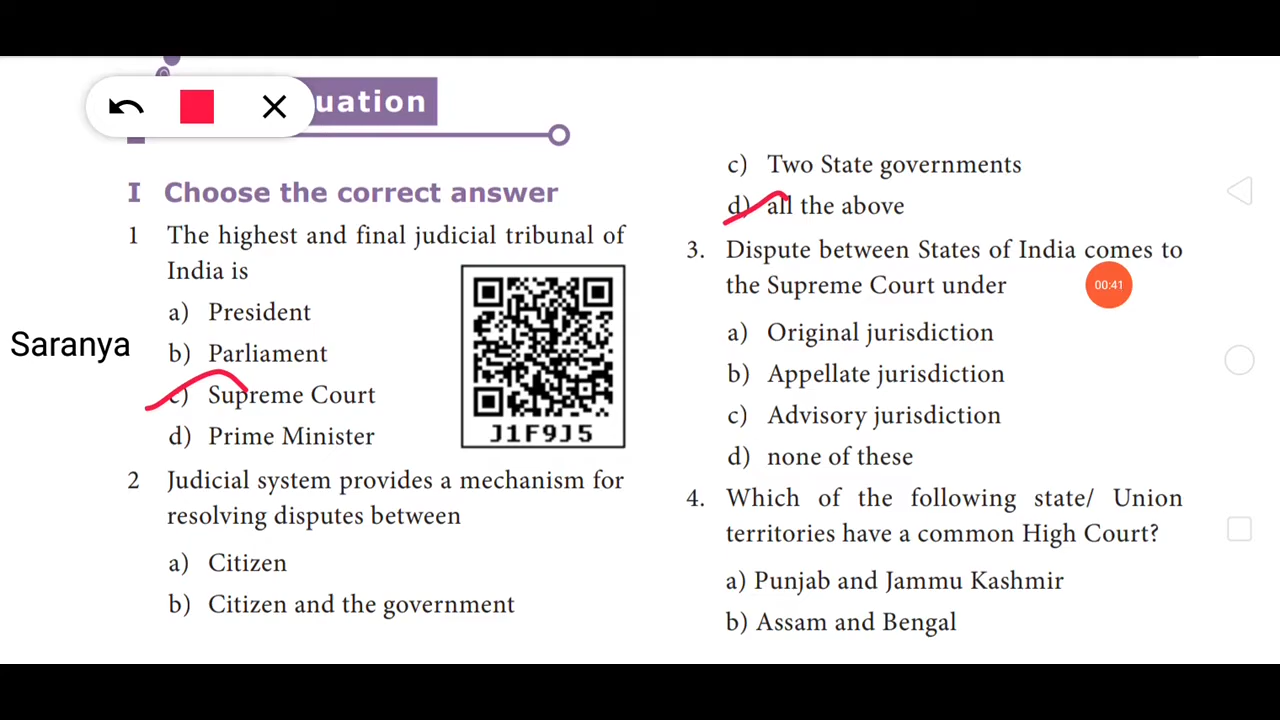 uation
I Choose the correct answer
1 The highest and final judicial tribunal of
India is
a) President
Saranya
b) Parliament
c) Supreme Court
d) Prime Minister
J1F9J5
2 Judicial system provides a mechanism for
resolving disputes between
a) Citizen
b) Citizen and the government
c) Two State governments
d) all the above
3. Dispute between States of India comes to
the Supreme Court under
00:41
a) Original jurisdiction
b) Appellate jurisdiction
c) Advisory jurisdiction
d) none of these
4. Which of the following state/ Union
territories have a common High Court?
a) Punjab and Jammu Kashmir
b) Assam and Bengal